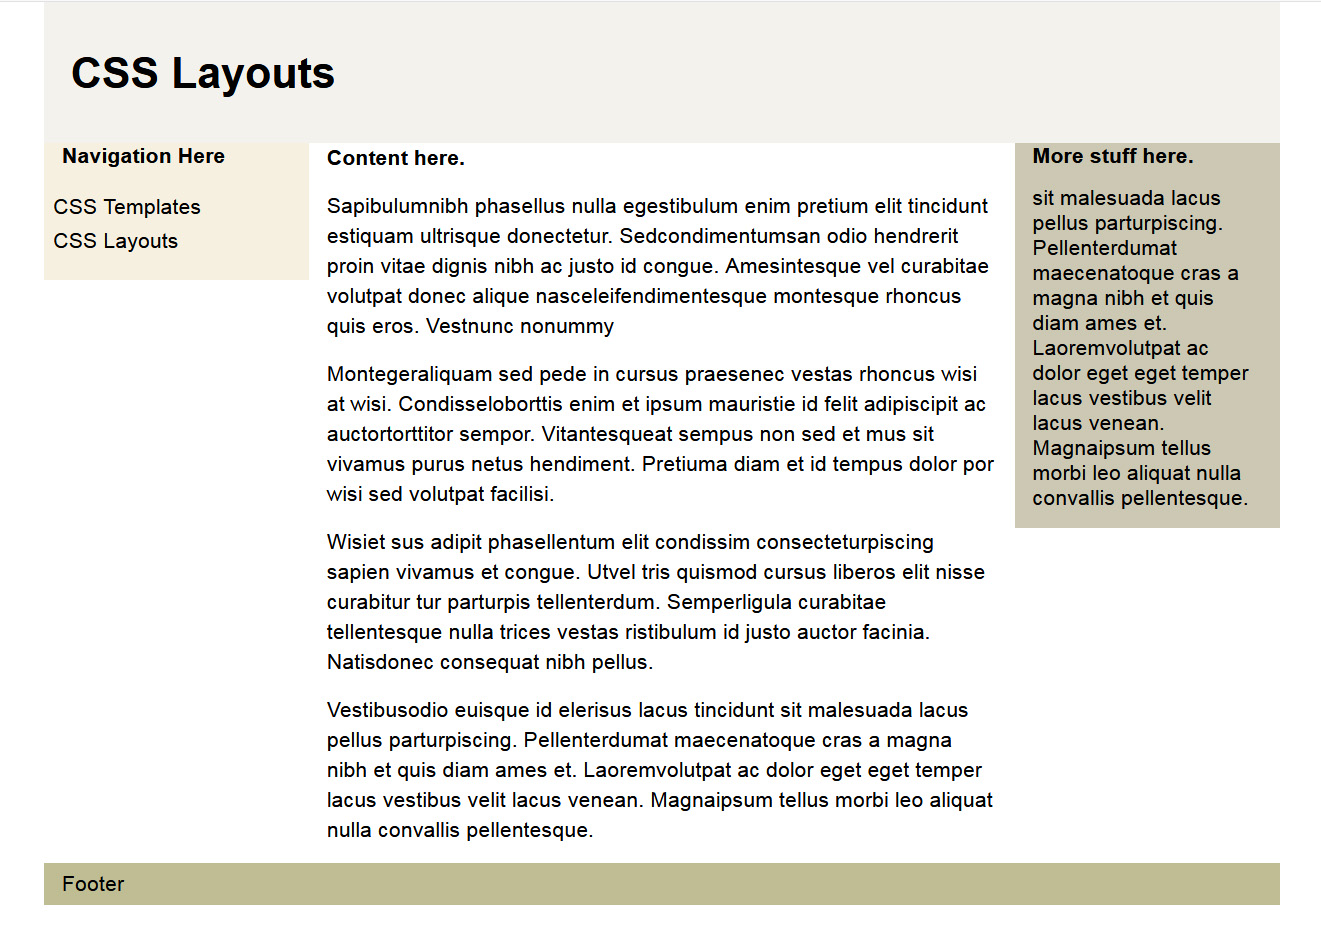 CSS Layouts
Navigation Here
CSS Templates
CSS Layouts
Content here.
Sapibulumnibh phasellus nulla egestibulum enim pretium elit tincidunt
estiquam ultrisque donectetur. Sedcondimentumsan odio hendrerit
proin vitae dignis nibh ac justo id congue. Amesintesque vel curabitae
volutpat donec alique nasceleifendimentesque montesque rhoncus
quis eros. Vestnunc nonummy
Montegeraliquam sed pede in cursus praesenec vestas rhoncus wisi
at wisi. Condisseloborttis enim et ipsum mauristie id felit adipiscipit ac
auctortorttitor sempor. Vitantesqueat sempus non sed et mus sit
vivamus purus netus hendiment. Pretiuma diam et id tempus dolor por
wisi sed volutpat facilisi.
Wisiet sus adipit phasellentum elit condissim consecteturpiscing
sapien vivamus et congue. Utvel tris quismod cursus liberos elit nisse
curabitur tur parturpis tellenterdum. Semperligula curabitae
tellentesque nulla trices vestas ristibulum id justo auctor facinia.
Natisdonec consequat nibh pellus.
Vestibusodio euisque id elerisus lacus tincidunt sit malesuada lacus
pellus parturpiscing. Pellenterdumat maecenatoque cras a magna
nibh et quis diam ames et. Laoremvolutpat ac dolor eget eget temper
lacus vestibus velit lacus venean. Magnaipsum tellus morbi leo aliquat
nulla convallis pellentesque.
More stuff here.
sit malesuada lacus
pellus parturpiscing.
Pellenterdumat
maecenatoque cras a
magna nibh et quis
diam ames et.
Laoremvolutpat ac
dolor eget eget temper
lacus vestibus velit
lacus venean.
Magnaipsum tellus
morbi leo aliquat nulla
convallis pellentesque.
Footer